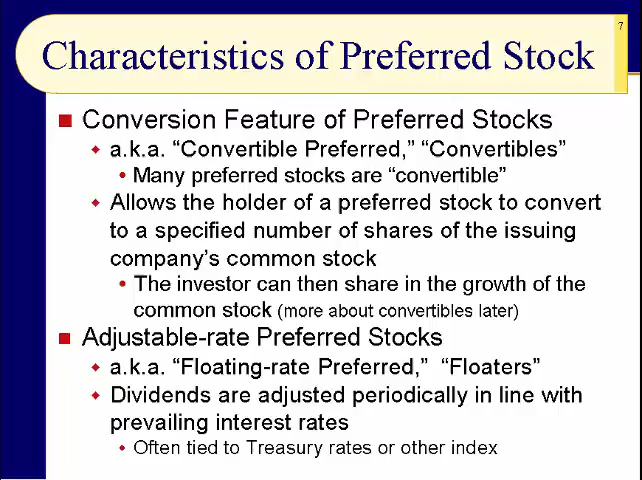 7
Characteristics of Preferred Stock
■ Conversion Feature of Preferred Stocks
◆ a.k.a. “Convertible Preferred,” “Convertibles”
• Many preferred stocks are “convertible”
◆ Allows the holder of a preferred stock to convert
to a specified number of shares of the issuing
company’s common stock
• The investor can then share in the growth of the
common stock (more about convertibles later)
■ Adjustable-rate Preferred Stocks
◆ a.k.a. “Floating-rate Preferred,” “Floaters”
◆ Dividends are adjusted periodically in line with
prevailing interest rates
• Often tied to Treasury rates or other index